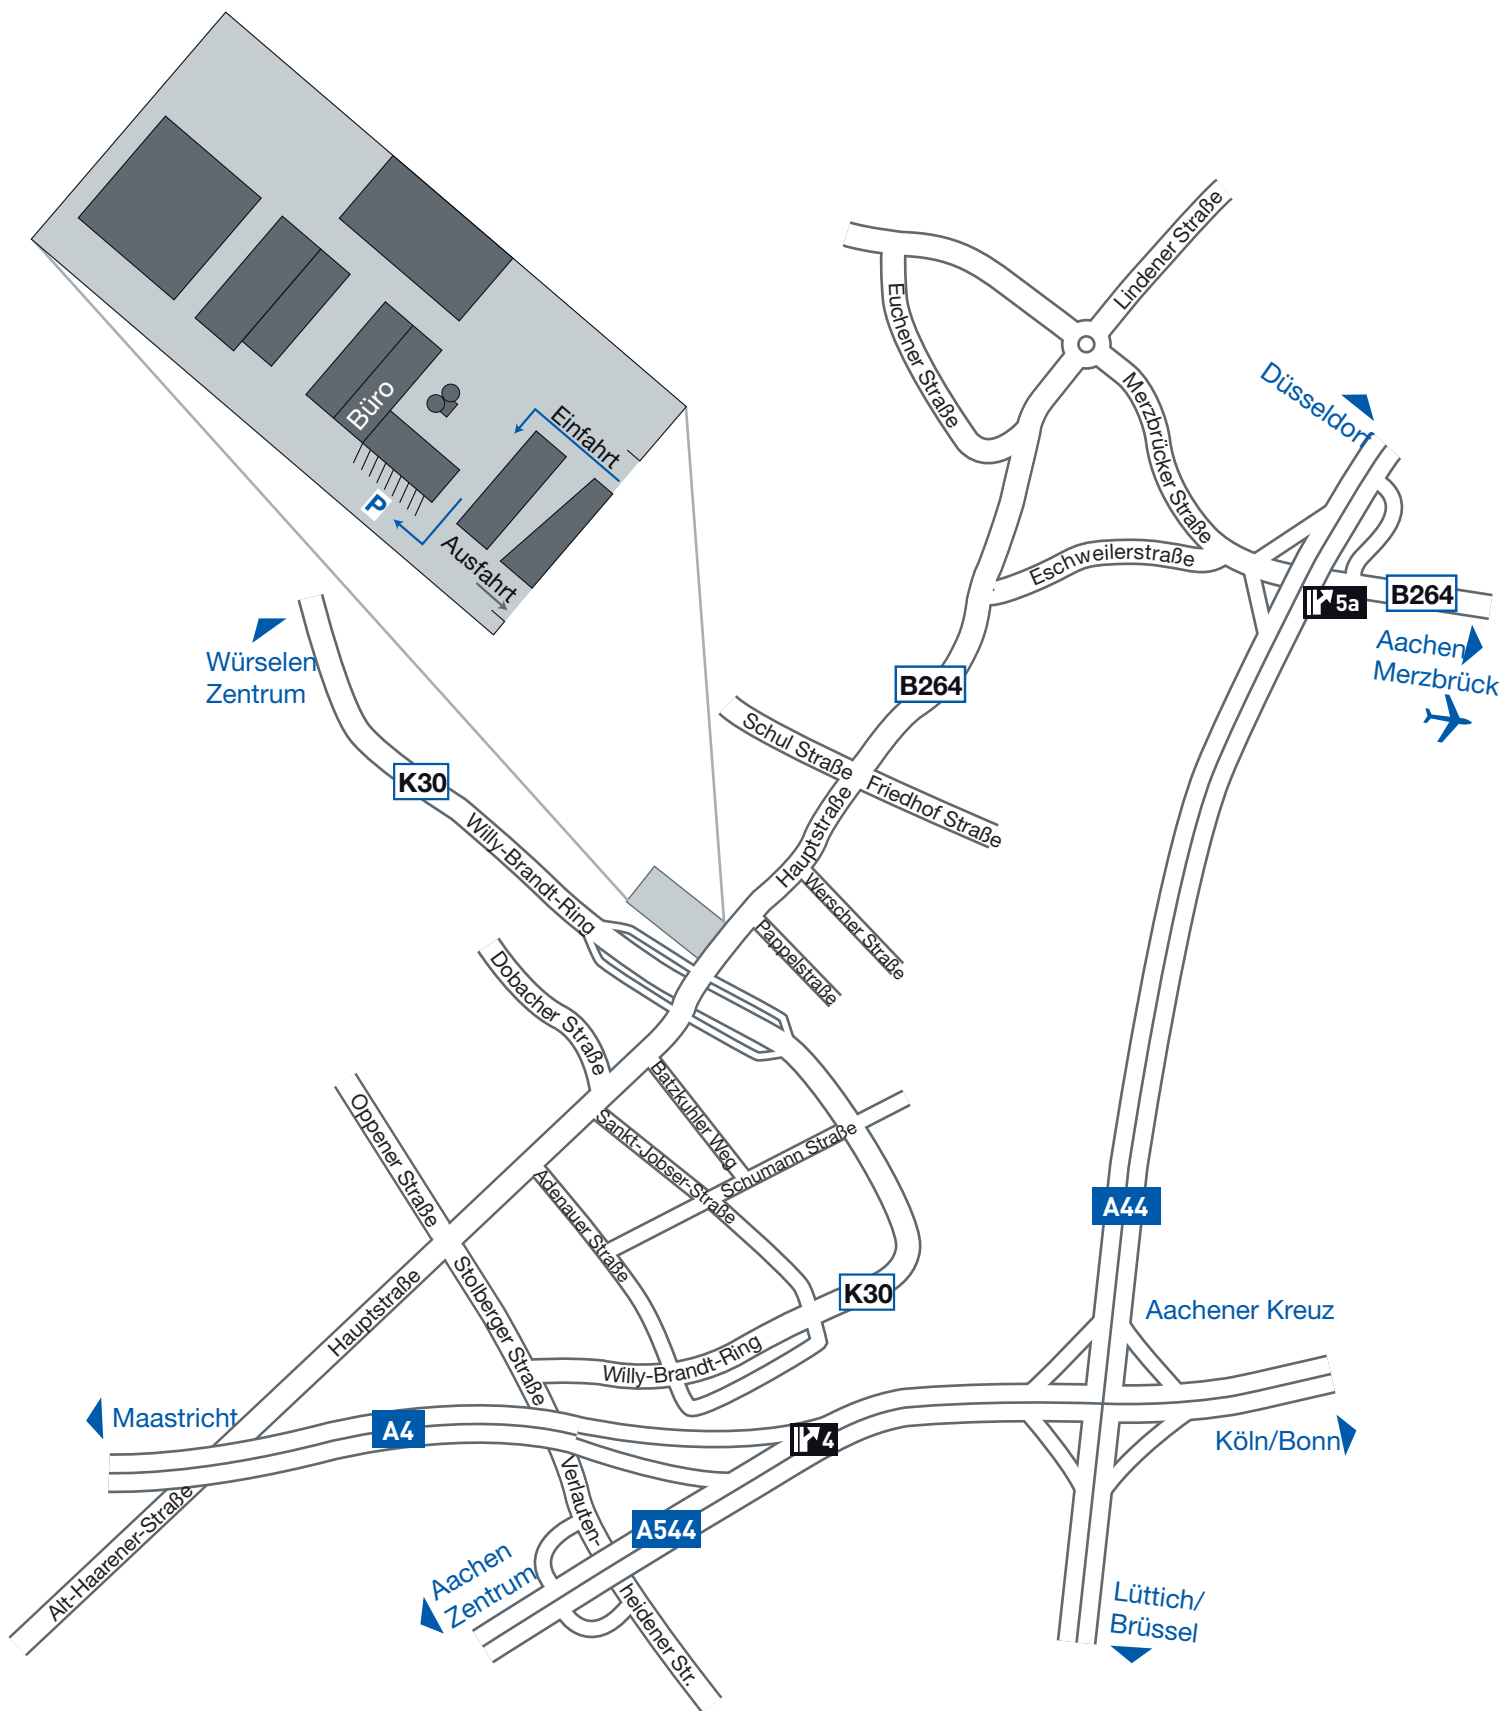 Büro
Einfahrt
P
Ausfahrt
Lindener Straße
Euchener Straße
Merzbrücker Straße
Düsseldorf
Eschweilerstraße
5a
B264
Aachen
Merzbrück
Würselen
Zentrum
B264
K30
Schul Straße
Friedhof Straße
Hauptstraße
Willy-Brandt-Ring
Werscher Straße
Pappelstraße
Dobacher Straße
Batzkuhler Weg
Oppener Straße
Sankt-Jobser-Straße
Schumann Straße
Adenauer Straße
A44
Stolberger Straße
Hauptstraße
K30
Aachener Kreuz
Willy-Brandt-Ring
Maastricht
A4
4
Köln/Bonn
Alt-Haarener-Straße
Verlauten-
heidener Str.
A544
Aachen
Zentrum
Lüttich/
Brüssel